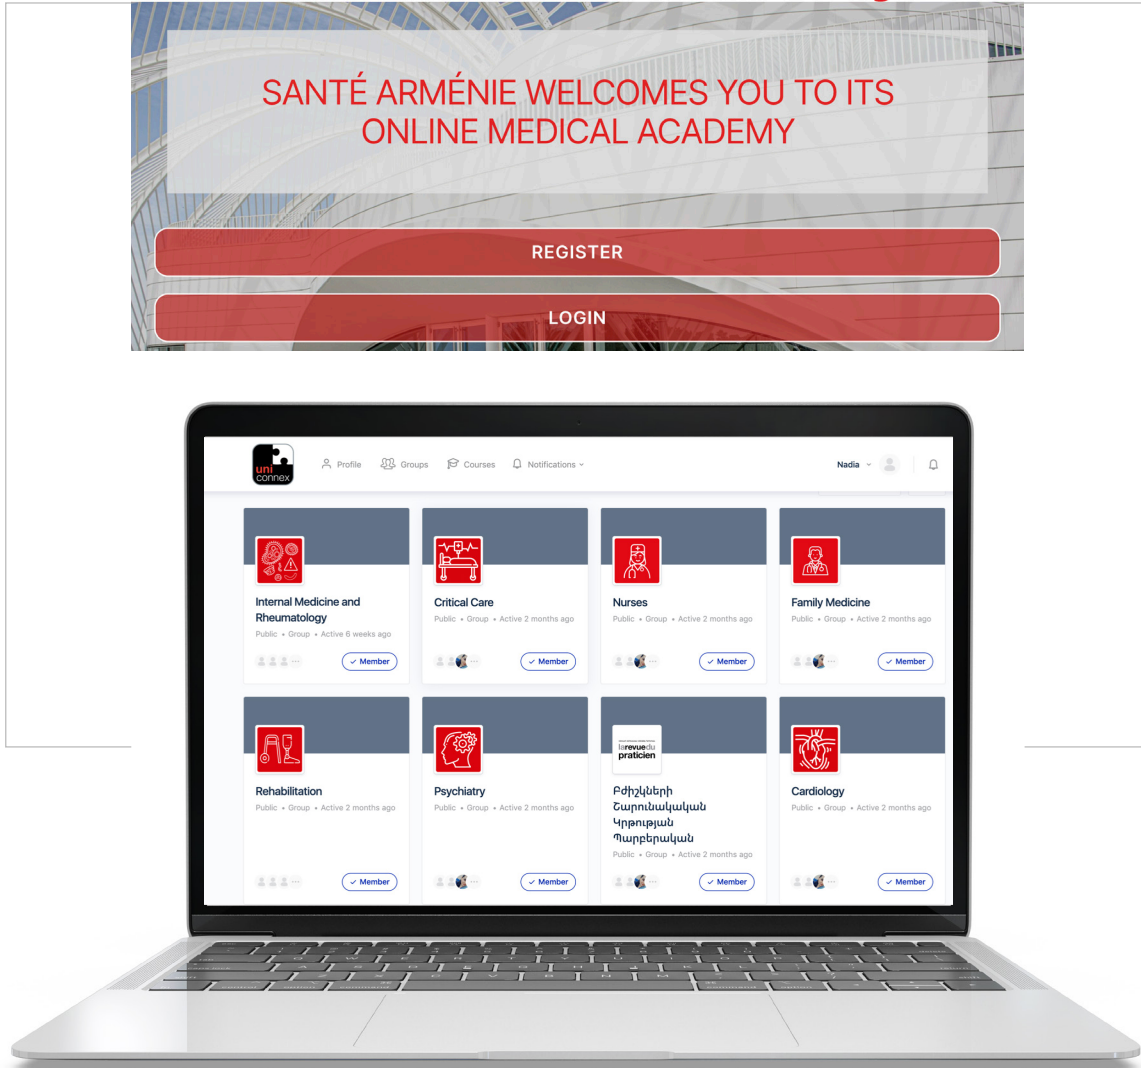 SANTÉ ARMÉNIE WELCOMES YOU TO ITS
ONLINE MEDICAL ACADEMY
REGISTER
LOGIN
uni
connex
Profile
Groups
Courses
Notifications
Nadia
Internal Medicine and
Rheumatology
Public • Group • Active 6 weeks ago
Member
Critical Care
Public • Group • Active 2 months ago
Member
Nurses
Public • Group • Active 2 months ago
Member
Family Medicine
Public • Group • Active 2 months ago
Member
Rehabilitation
Public • Group • Active 2 months ago
Member
Psychiatry
Public • Group • Active 2 months ago
Member
larevuedu
praticien
Բժիշկների
Շարունակական
Կրթության
Պարբերական
Public • Group • Active 2 months ago
Member
Cardiology
Public • Group • Active 2 months ago
Member